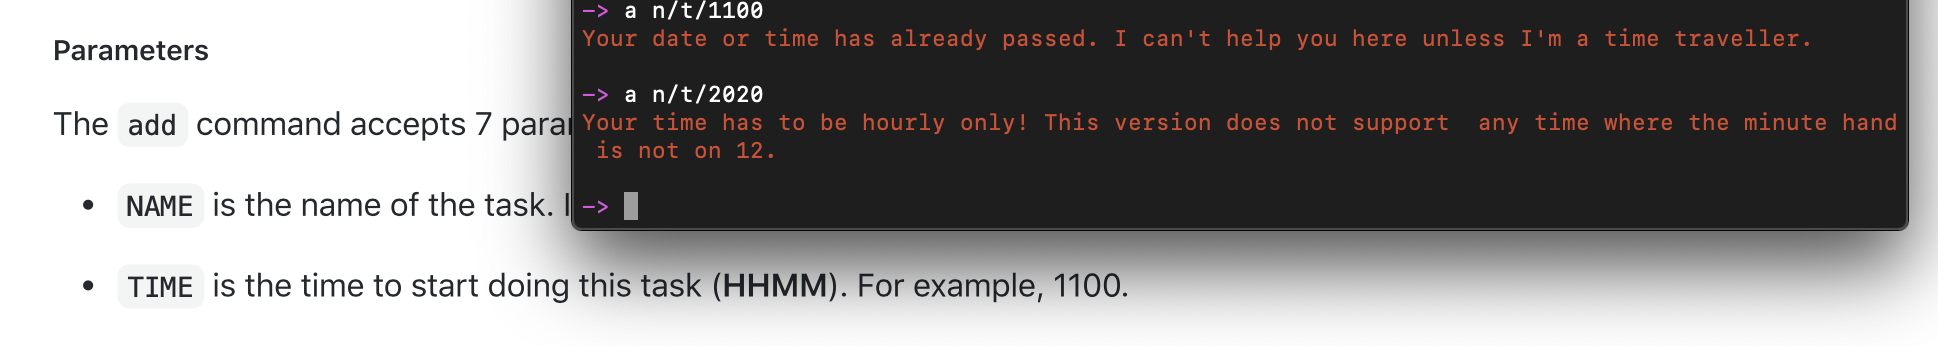 Parameters
The add command accepts 7
NAME is the name of the task.
TIME is the time to start doing this task (HHMM). For example, 1100.
—> a n/t/1100
Your date or time has already passed. I can't help you here unless I'm a time traveller.
—> a n/t/2020
Your time has to be hourly only! This version does not support  any time where the minute hand
is not on 12.
—>